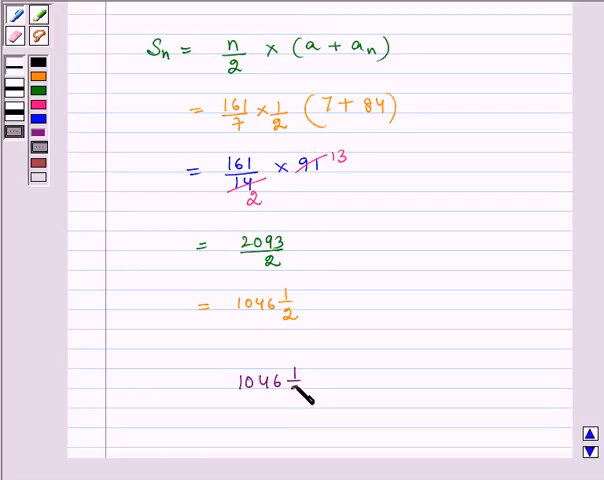 Sn = n/2 × (a + an)
= 161/7 × 1/2 (7 + 84)
= 161/14 2 × 91 13
= 2093/2
= 1046 1/2
1046 1/